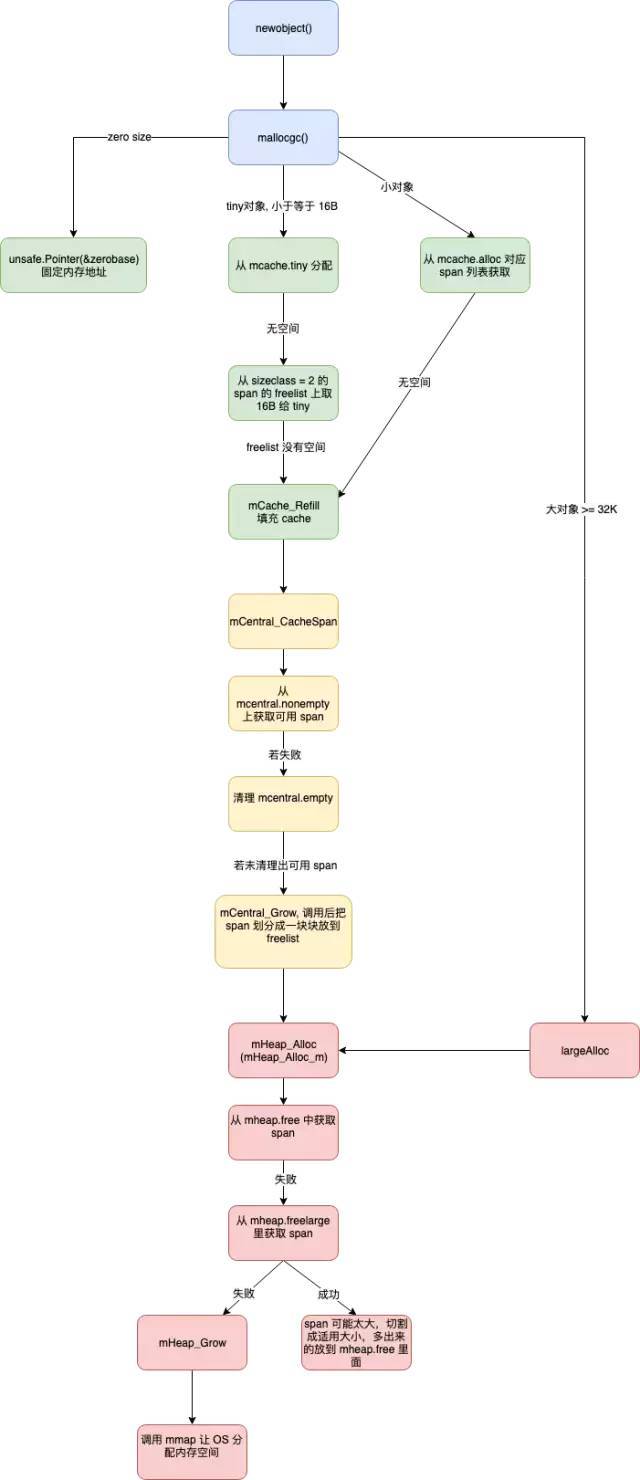 newobject()
mallocgc()
zero size
小对象
tiny对象, 小于等于 16B
unsafe.Pointer(&zerobase)
固定内存地址
从 mcache.tiny 分配
从 mcache.alloc 对应
span 列表获取
无空间
从 sizeclass = 2 的
span 的 freelist 上取
16B 给 tiny
无空间
freelist 没有空间
mCache_Refill
填充 cache
大对象 >= 32K
mCentral_CacheSpan
从
mcentral.nonempty
上获取可用 span
若失败
清理 mcentral.empty
若未清理出可用 span
mCentral_Grow, 调用后把
span 划分成一块块放到
freelist
mHeap_Alloc
(mHeap_Alloc_m)
largeAlloc
从 mheap.free 中获取
span
失败
从 mheap.freelarge
里获取 span
失败
成功
mHeap_Grow
span 可能太大，切割
成适用大小，多出来
的放到 mheap.free 里
面
调用 mmap 让 OS 分
配内存空间